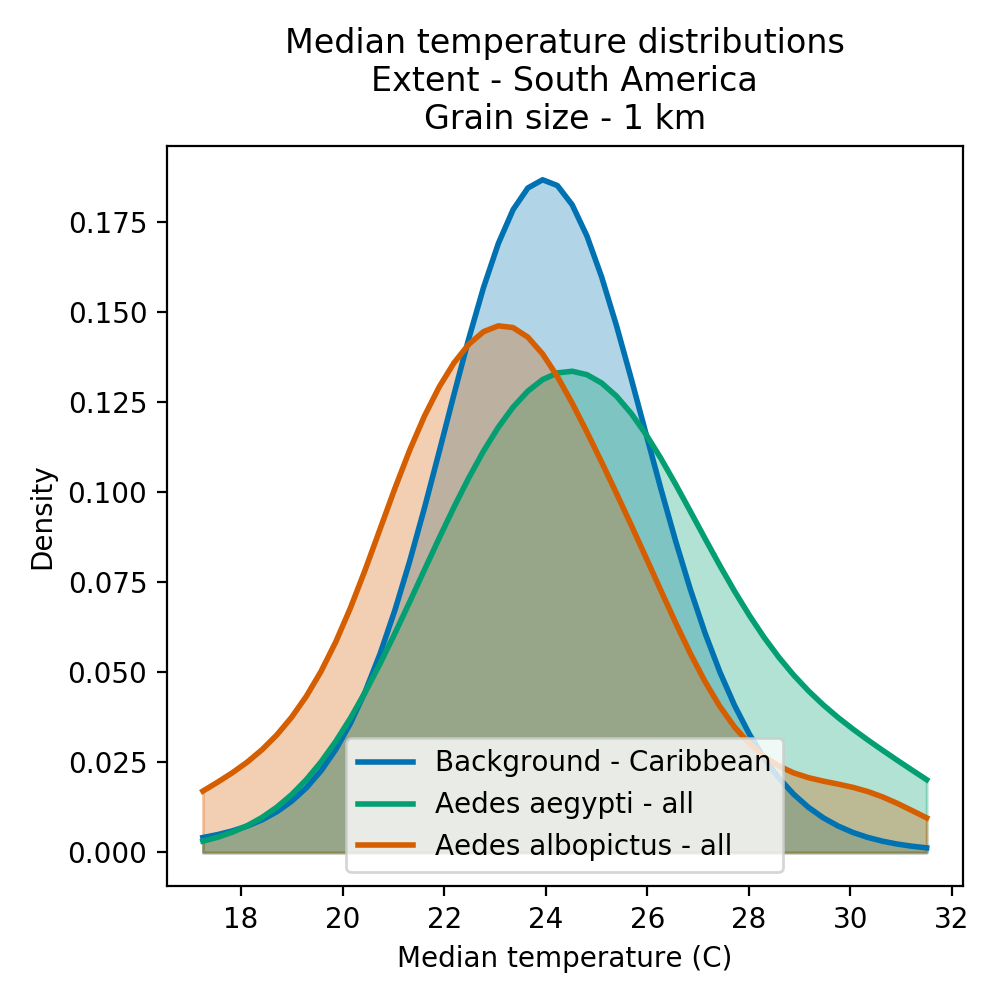 Median temperature distributions
Extent - South America
Grain size - 1 km
0.175
0.150
0.125
0.100
0.075
0.050
0.025
0.000
Density
Background - Caribbean
Aedes aegypti - all
Aedes albopictus - all
18 20 22 24 26 28 30 32
Median temperature (C)